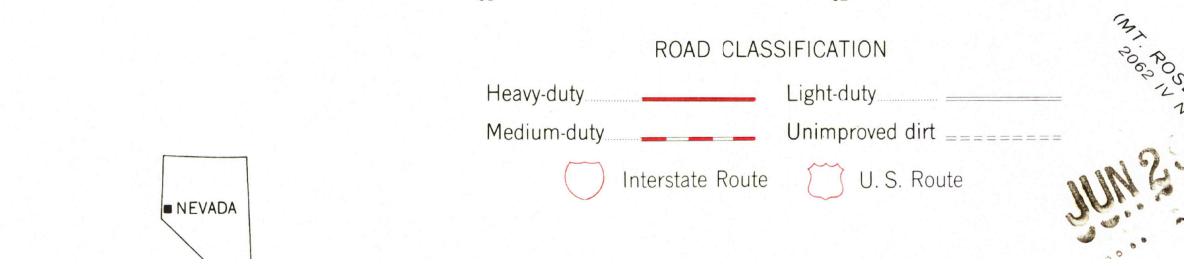 ROAD CLASSIFICATION
Heavy-duty
Light-duty
Medium-duty
Unimproved dirt
Interstate Route
U. S. Route
NEVADA
(MT.
2062 IV
JUN 2